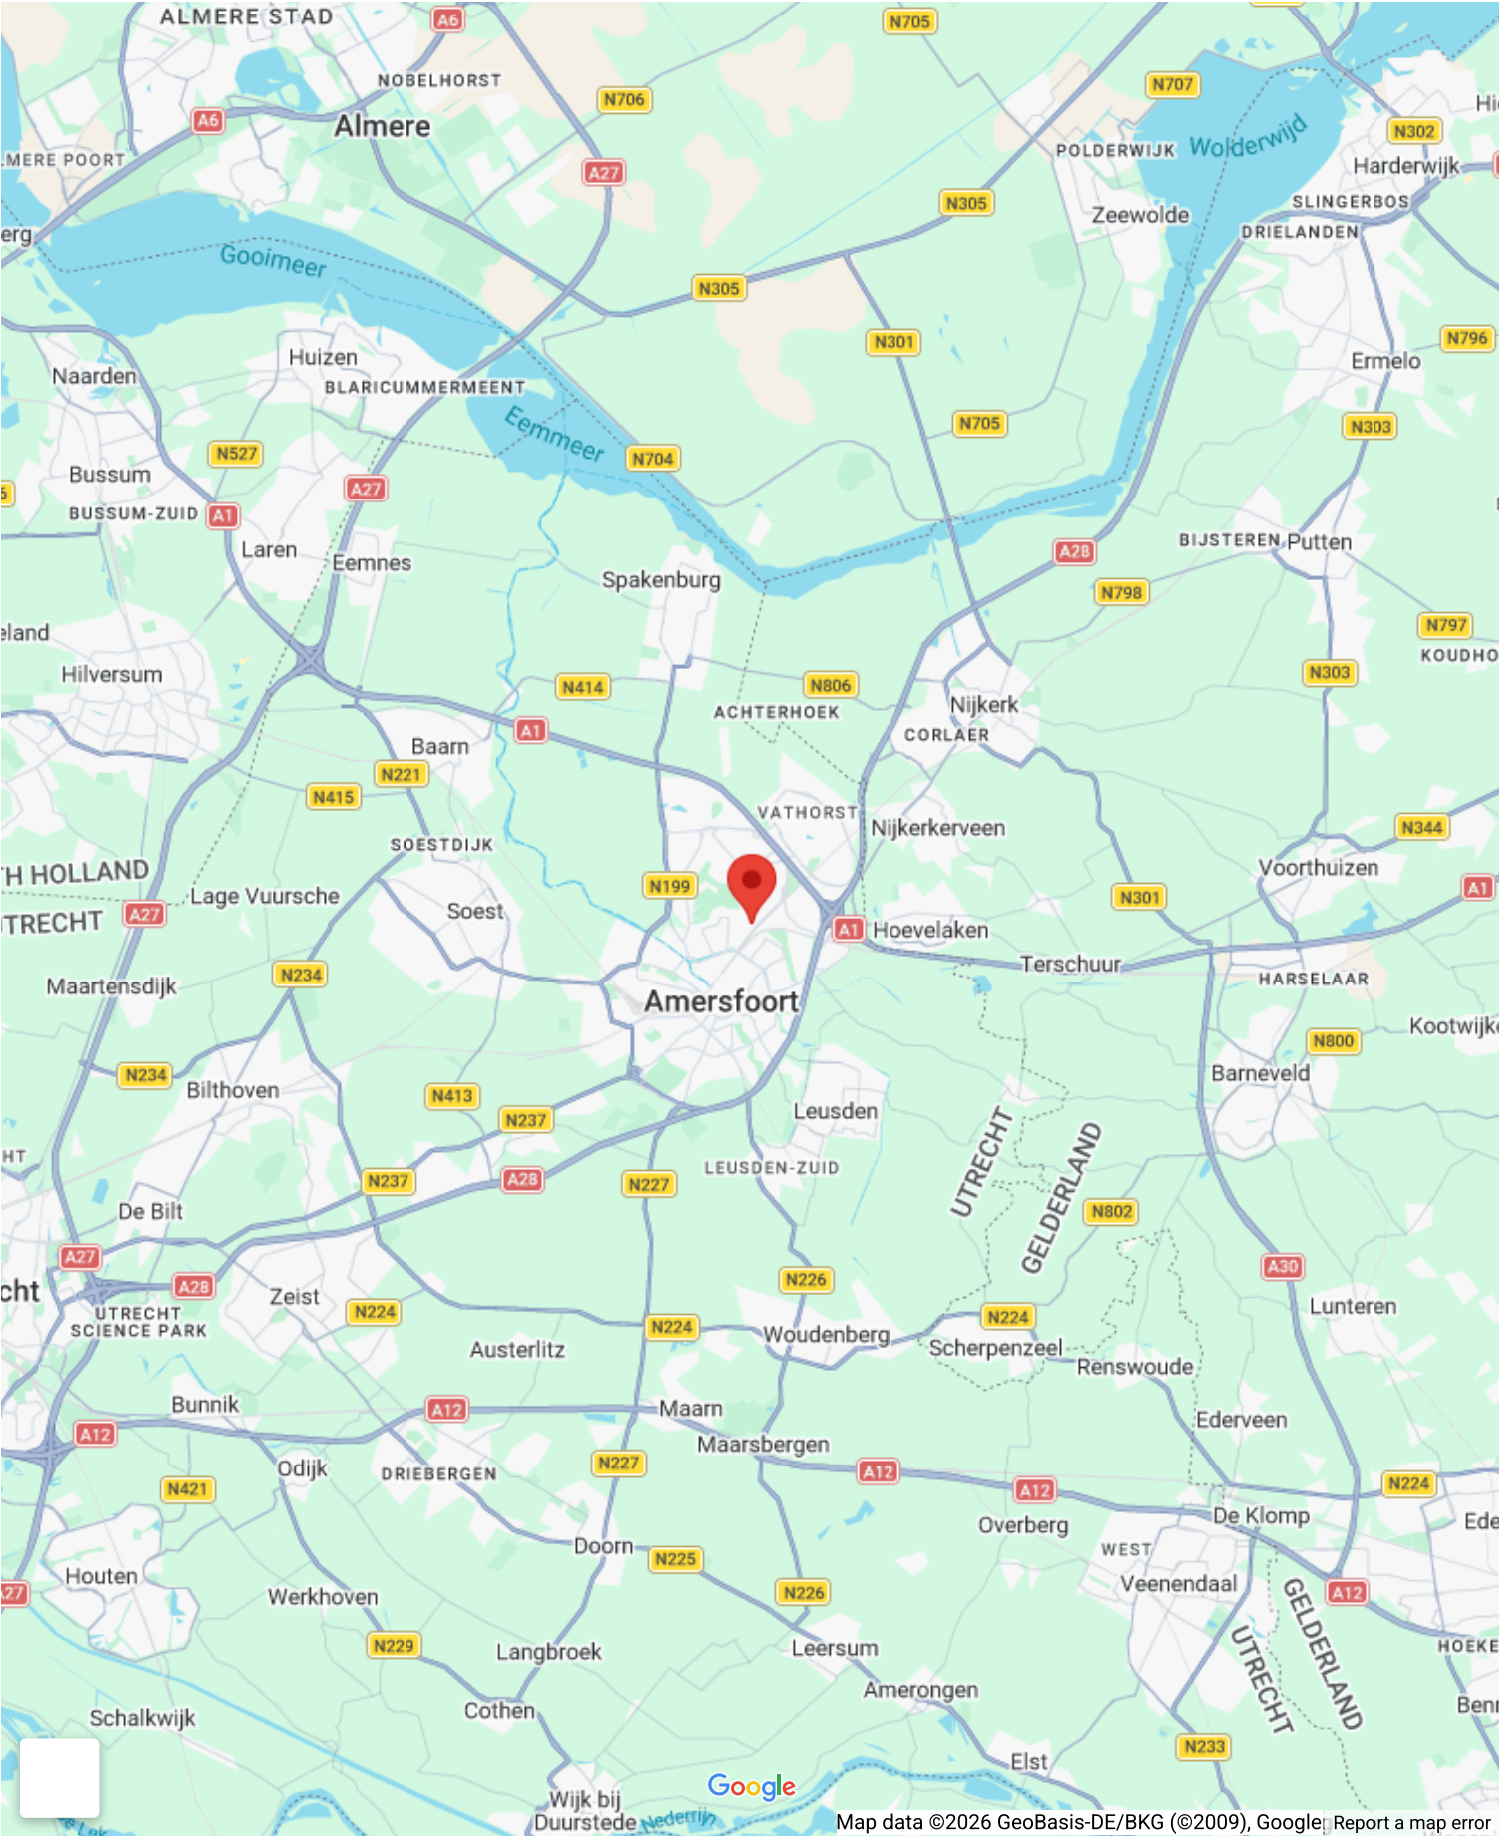 ALMERE STAD
A6
N705
NOBELHORST
N706
N707
A6
Almere
N302
Wolderwijd
POLDERWIJK
Harderwijk
A27
SLINGERBOS
N305
Zeewolde
DRIELANDEN
Gooimeer
N305
N301
N796
Huizen
Ermelo
Naarden
BLARICUMMERMEENT
N705
N303
Eemmeer
N527
N704
Bussum
A27
BUSSUM-ZUID
A1
Laren
Eemnes
A28
BIJSTEREN
Putten
Spakenburg
N798
N797
Hilversum
N414
N806
N303
Nijkerk
ACHTERHOEK
A1
CORLAER
Baarn
N221
N415
VATHORST
Nijkerkerveen
N344
SOESTDIJK
Voorthuizen
TH HOLLAND
N199
Lage Vuursche
N301
A1
Soest
A27
UTRECHT
A1
Hoevelaken
Terschuur
N234
HARSELAAR
Maartensdijk
Amersfoort
N800
N234
Barneveld
Bilthoven
N413
N237
Leusden
UTRECHT
GELDERLAND
LEUSDEN-ZUID
N237
A28
N227
De Bilt
N802
A27
A28
N226
A30
Zeist
N224
UTRECHT
SCIENCE PARK
N224
N224
Lunteren
Woudenberg
Austerlitz
Scherpenzeel
Renswoude
Bunnik
A12
Maarn
Ederveen
A12
Maarsbergen
Odijk
N227
DRIEBERGEN
A12
N421
A12
N224
De Klomp
Overberg
Doorn
WEST
N225
Houten
Veenendaal
Werkhoven
N226
A12
A27
GELDERLAND
UTRECHT
N229
Langbroek
Leersum
Amerongen
Cothen
Schalkwijk
N233
Elst
Google
Wijk bij
Duurstede
Nederrijn
Map data ©2026 GeoBasis-DE/BKG (©2009), Google
Report a map error